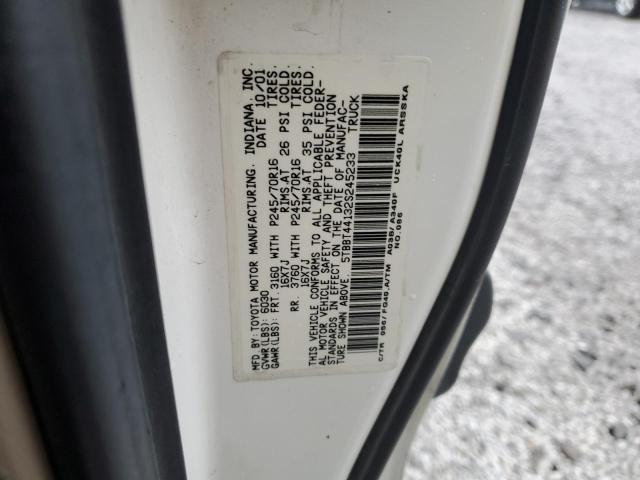 MFD.BY:TOYOTA MOTOR MANUFACTURING, INDIANA, INC.
GVWR(LBS): 6030 DATE 10/01
GAWR(LBS): FRT. 3160 WITH P245/70R16 TIRES.
16X7J RIMS.AT 26 PSI COLD.
RR. 3760 WITH P245/70R16 TIRES.
16X7J RIMS.AT 35 PSI COLD.
THIS VEHICLE CONFORMS TO ALL APPLICABLE FEDER-
AL MOTOR VEHICLE SAFETY AND THEFT PREVENTION
STANDARDS IN EFFECT ON THE DATE OF MANUFAC-
TURE SHOWN ABOVE. 5TBBT44132S245233 TRUCK
C/TR 056/FG40.A/TM A03B/A340F UCK40L ARSSKA
NO.086